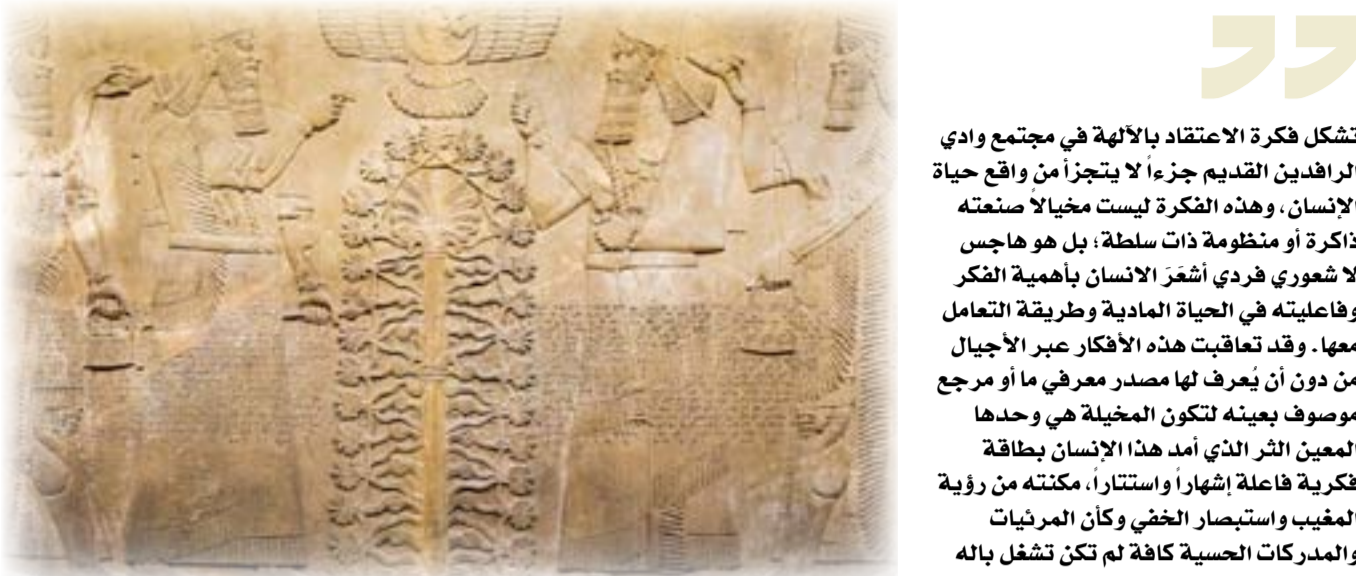 تشكل فكرة الاعتقاد بالآلهة في مجتمع وادي
الرافدين القديم جزءاً لا يتجزأ من واقع حياة
الإنسان، وهذه الفكرة ليست مخيالاً صنعته
ذاكرة أو منظومة ذات سلطة؛ بل هو هاجس
لا شعوري فردي أشعَرَ الانسان بأهمية الفكر
وفاعليته في الحياة المادية وطريقة التعامل
معها. وقد تعاقبت هذه الأفكار عبر الأجيال
من دون أن يُعرف لها مصدر معرفي ما أو مرجع
موصوف بعينه لتكون المخيلة هي وحدها
المعين الثر الذي أمد هذا الإنسان بطاقة
فكرية فاعلة إشهاراً واستتاراً، مكنته من رؤية
المغيب واستبصار الخفي وكأن المرئيات
والمدركات الحسية كافة لم تكن تشغل باله